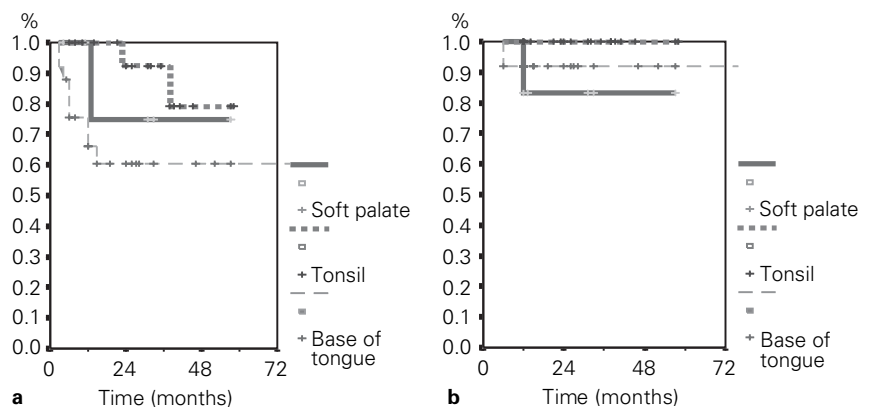 %
1.0
0.9
0.8
0.7
0.6
0.5
0.4
0.3
0.2
0.1
0.0
0 24 48 72
Time (months)
a
Soft palate
Tonsil
Base of
tongue
%
1.0
0.9
0.8
0.7
0.6
0.5
0.4
0.3
0.2
0.1
0.0
0 24 48 72
Time (months)
b
Soft palate
Tonsil
Base of
tongue